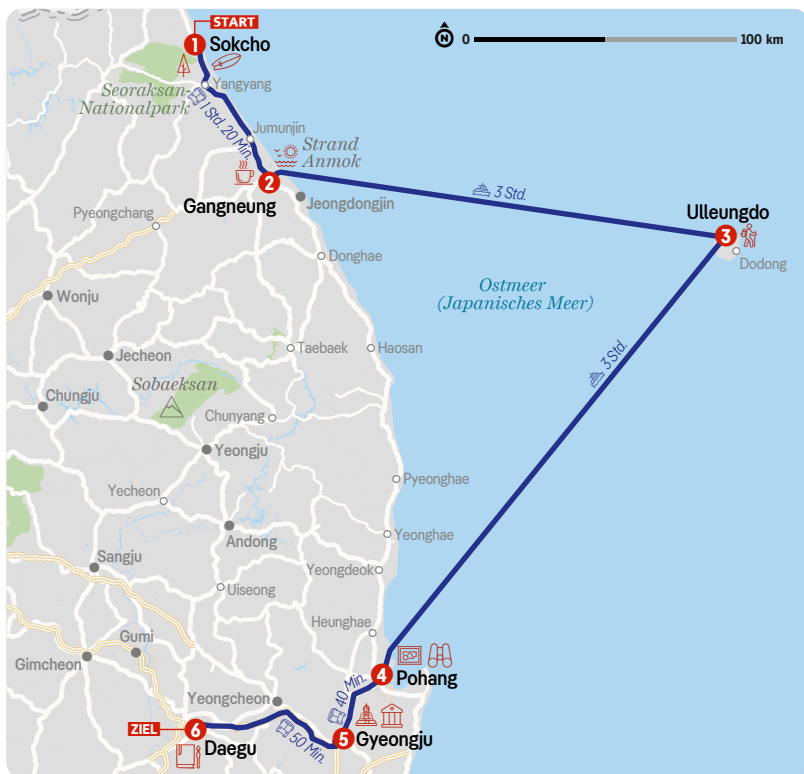 START
1 Sokcho
N 0 100 km
Yangyang
Seoraksan-
Nationalpark
1 Std. 20 Min.
Jumunjin
Strand
Anmok
2
Gangneung
Jeongdongjin
3 Std.
Ulleungdo
3
Dodong
Pyeongchang
Donghae
Ostmeer
(Japanisches Meer)
Wonju
Jecheon
Taebaek
Haosan
3 Std.
Sobaeksan
Chungju
Chunyang
Yeongju
Pyeonghae
Yecheon
Andong
Yeonghae
Sangju
Yeongdeok
Uiseong
Heunghae
Gumi
Gimcheon
4 Pohang
40 Min.
Yeongcheon
ZIEL 6
Daegu
50 Min.
5 Gyeongju